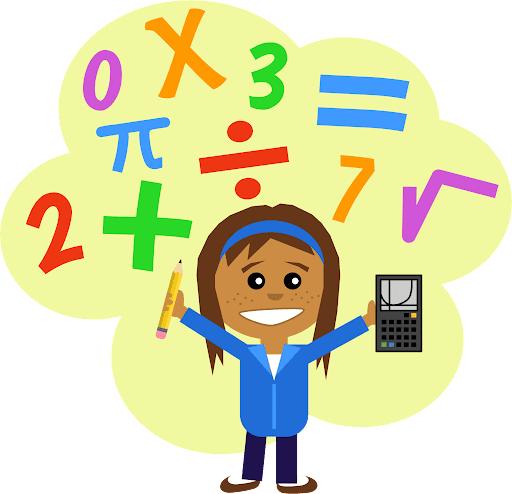 0 X 3 =
π ÷ 7 √
2 +